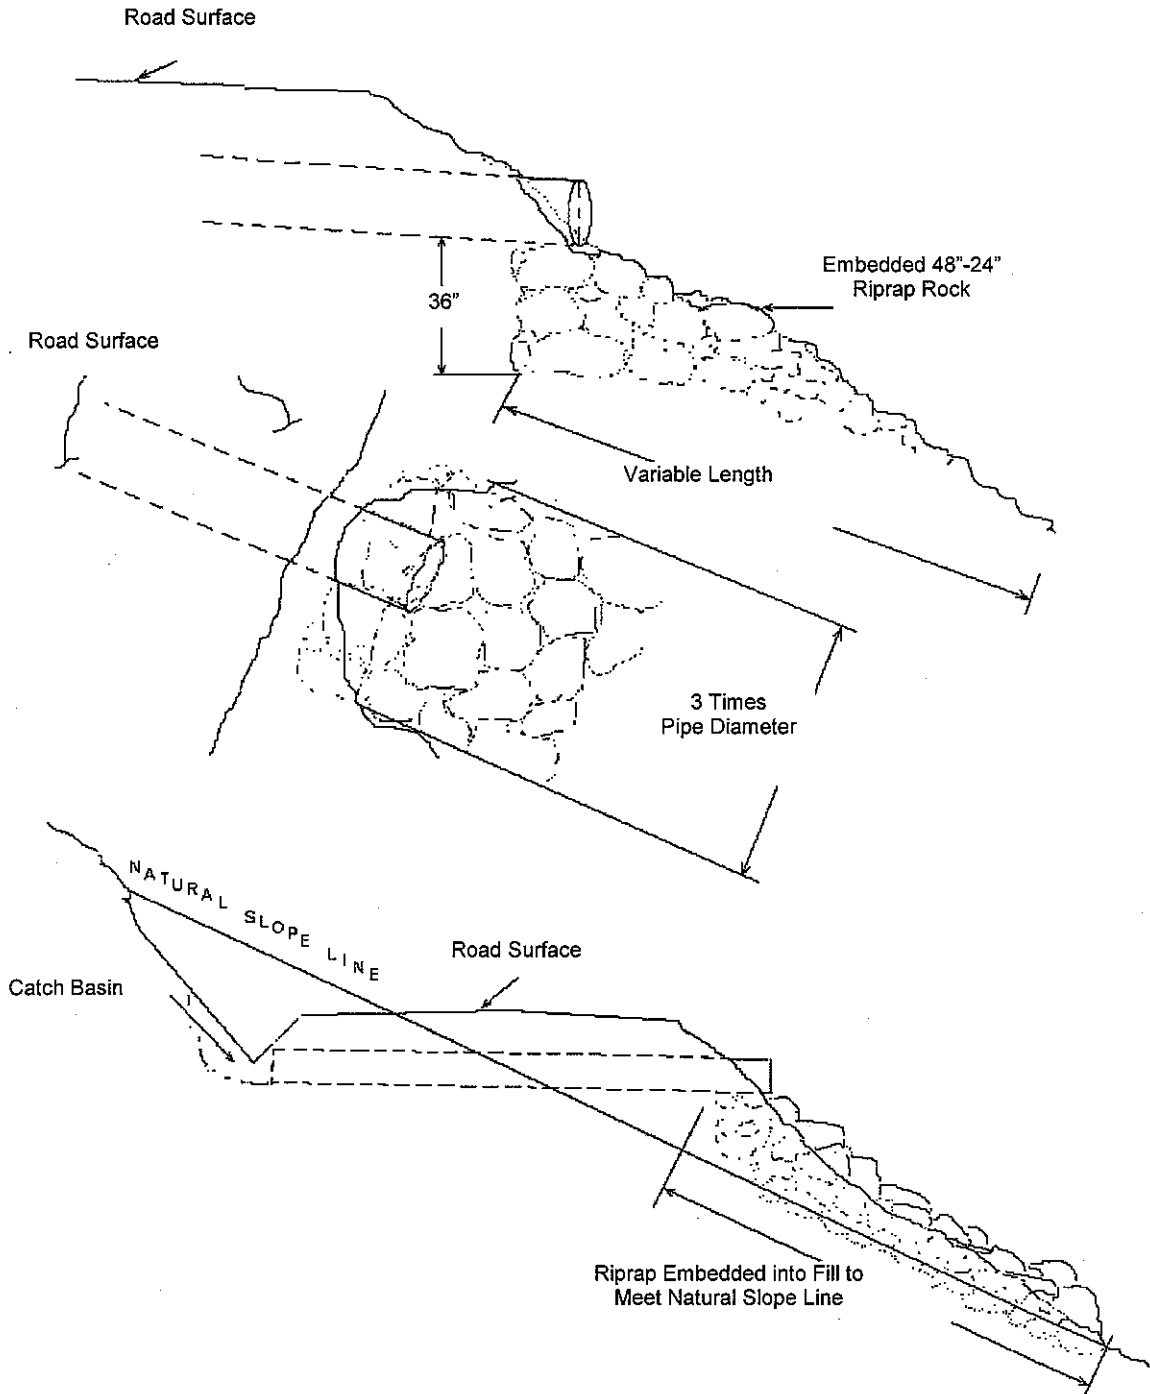 Road Surface
Embedded 48”-24”
Riprap Rock
36”
Road Surface
Variable Length
3 Times
Pipe Diameter
NATURAL SLOPE LINE
Road Surface
Catch Basin
Riprap Embedded into Fill to
Meet Natural Slope Line